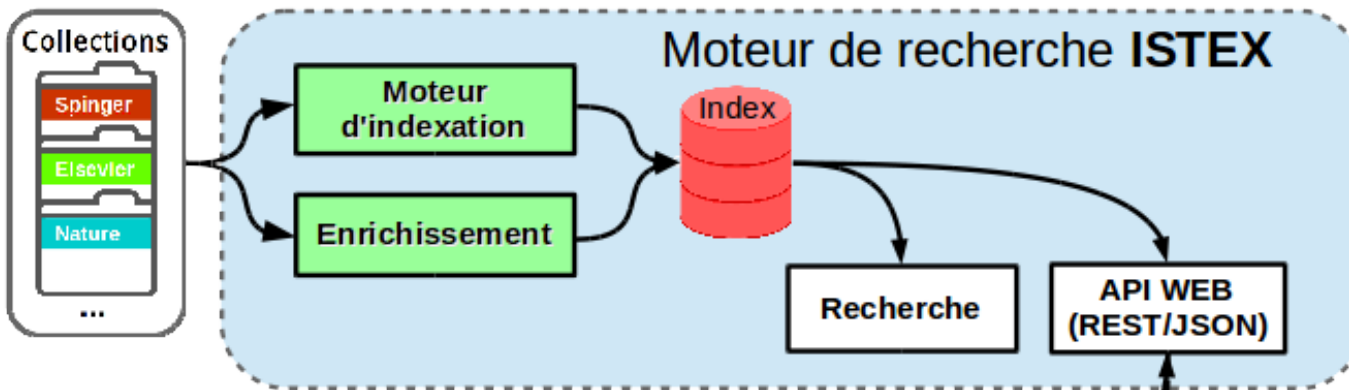 Collections
Spinger
Elsevier
Nature
...
Moteur de recherche ISTEX
Moteur
d'indexation
Enrichissement
Index
Recherche
API WEB
(REST/JSON)